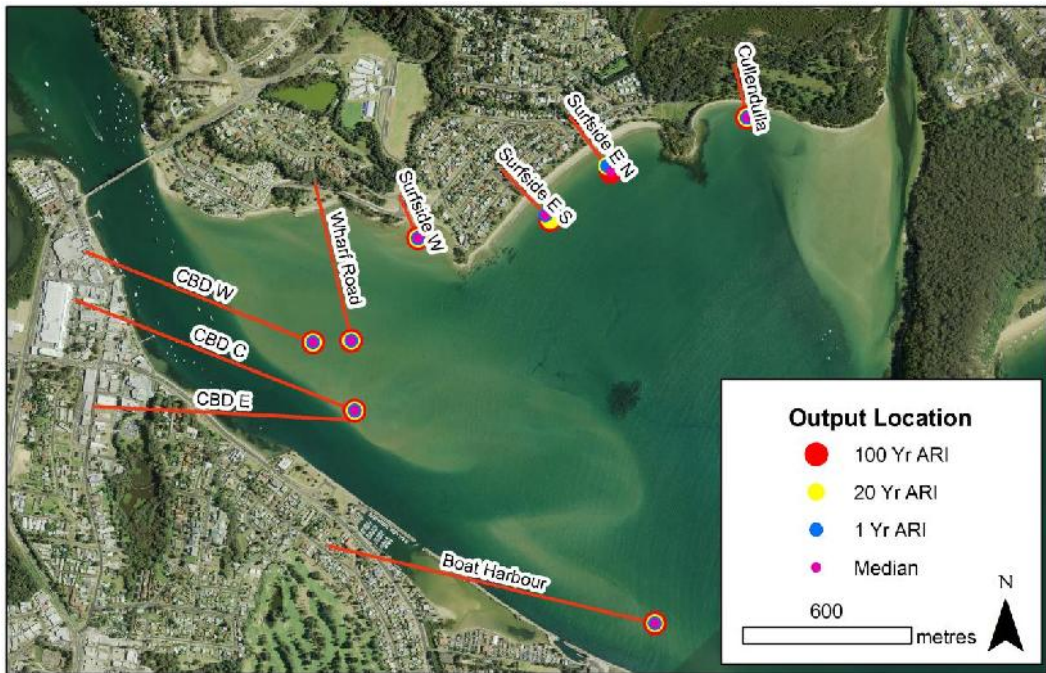 Cullendulla
Surfside E N
Surfside E S
Surfside W
Wharf Road
CBD W
CBD C
CBD E
Boat Harbour
Output Location
100 Yr ARI
20 Yr ARI
1 Yr ARI
Median
N
600
metres